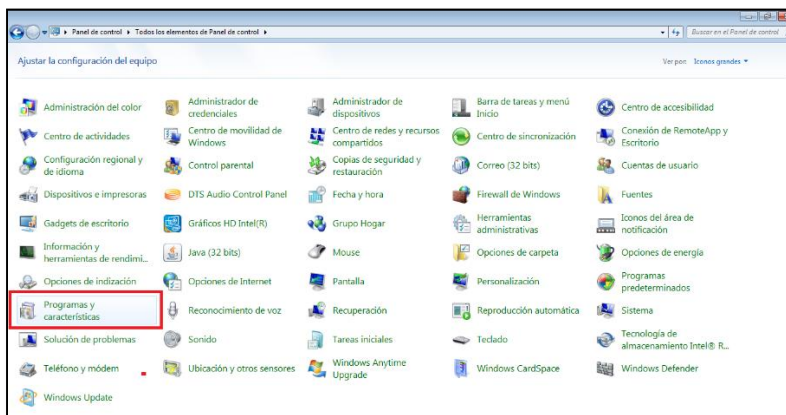 Panel de control ▸ Todos los elementos de Panel de control ▸
Buscar en el Panel de control
Ajustar la configuración del equipo
Ver por: Iconos grandes
Administración del color
Administrador de
credenciales
Administrador de
dispositivos
Barra de tareas y menú
Inicio
Centro de accesibilidad
Centro de actividades
Centro de movilidad de
Windows
Centro de redes y recursos
compartidos
Centro de sincronización
Conexión de RemoteApp y
Escritorio
Configuración regional y
de idioma
Control parental
Copias de seguridad y
restauración
Correo (32 bits)
Cuentas de usuario
Dispositivos e impresoras
DTS Audio Control Panel
Fecha y hora
Firewall de Windows
Fuentes
Gadgets de escritorio
Gráficos HD Intel(R)
Grupo Hogar
Herramientas
administrativas
Iconos del área de
notificación
Información y
herramientas de rendimi...
Java (32 bits)
Mouse
Opciones de carpeta
Opciones de energía
Opciones de indización
Opciones de Internet
Pantalla
Personalización
Programas
predeterminados
Programas y
características
Reconocimiento de voz
Recuperación
Reproducción automática
Sistema
Solución de problemas
Sonido
Tareas iniciales
Teclado
Tecnología de
almacenamiento Intel® R...
Teléfono y módem
Ubicación y otros sensores
Windows Anytime
Upgrade
Windows CardSpace
Windows Defender
Windows Update